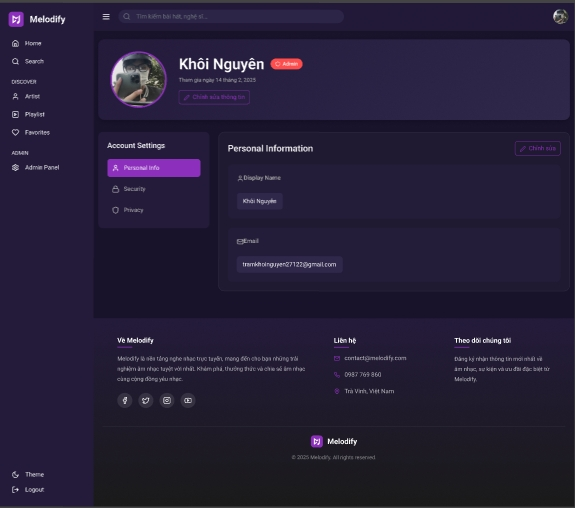 Melodify
Tìm kiếm bài hát, nghệ sĩ...
Home
Search
DISCOVER
Artist
Playlist
Favorites
ADMIN
Admin Panel
Theme
Logout
Khôi Nguyên
Admin
Tham gia ngày 14 tháng 2, 2025
Chỉnh sửa thông tin
Account Settings
Personal Info
Security
Privacy
Personal Information
Chỉnh sửa
Display Name
Khôi Nguyên
Email
tramkhoinguyen27122@gmail.com
Về Melodify
Melodify là nền tảng nghe nhạc trực tuyến, mang đến cho bạn những trải
nghiệm âm nhạc tuyệt vời nhất. Khám phá, thưởng thức và chia sẻ âm nhạc
cùng cộng đồng yêu nhạc.
Liên hệ
contact@melodify.com
0987 769 860
Trà Vinh, Việt Nam
Theo dõi chúng tôi
Đăng ký nhận thông tin mới nhất về
âm nhạc, sự kiện và ưu đãi đặc biệt từ
Melodify.
Melodify
© 2025 Melodify. All rights reserved.